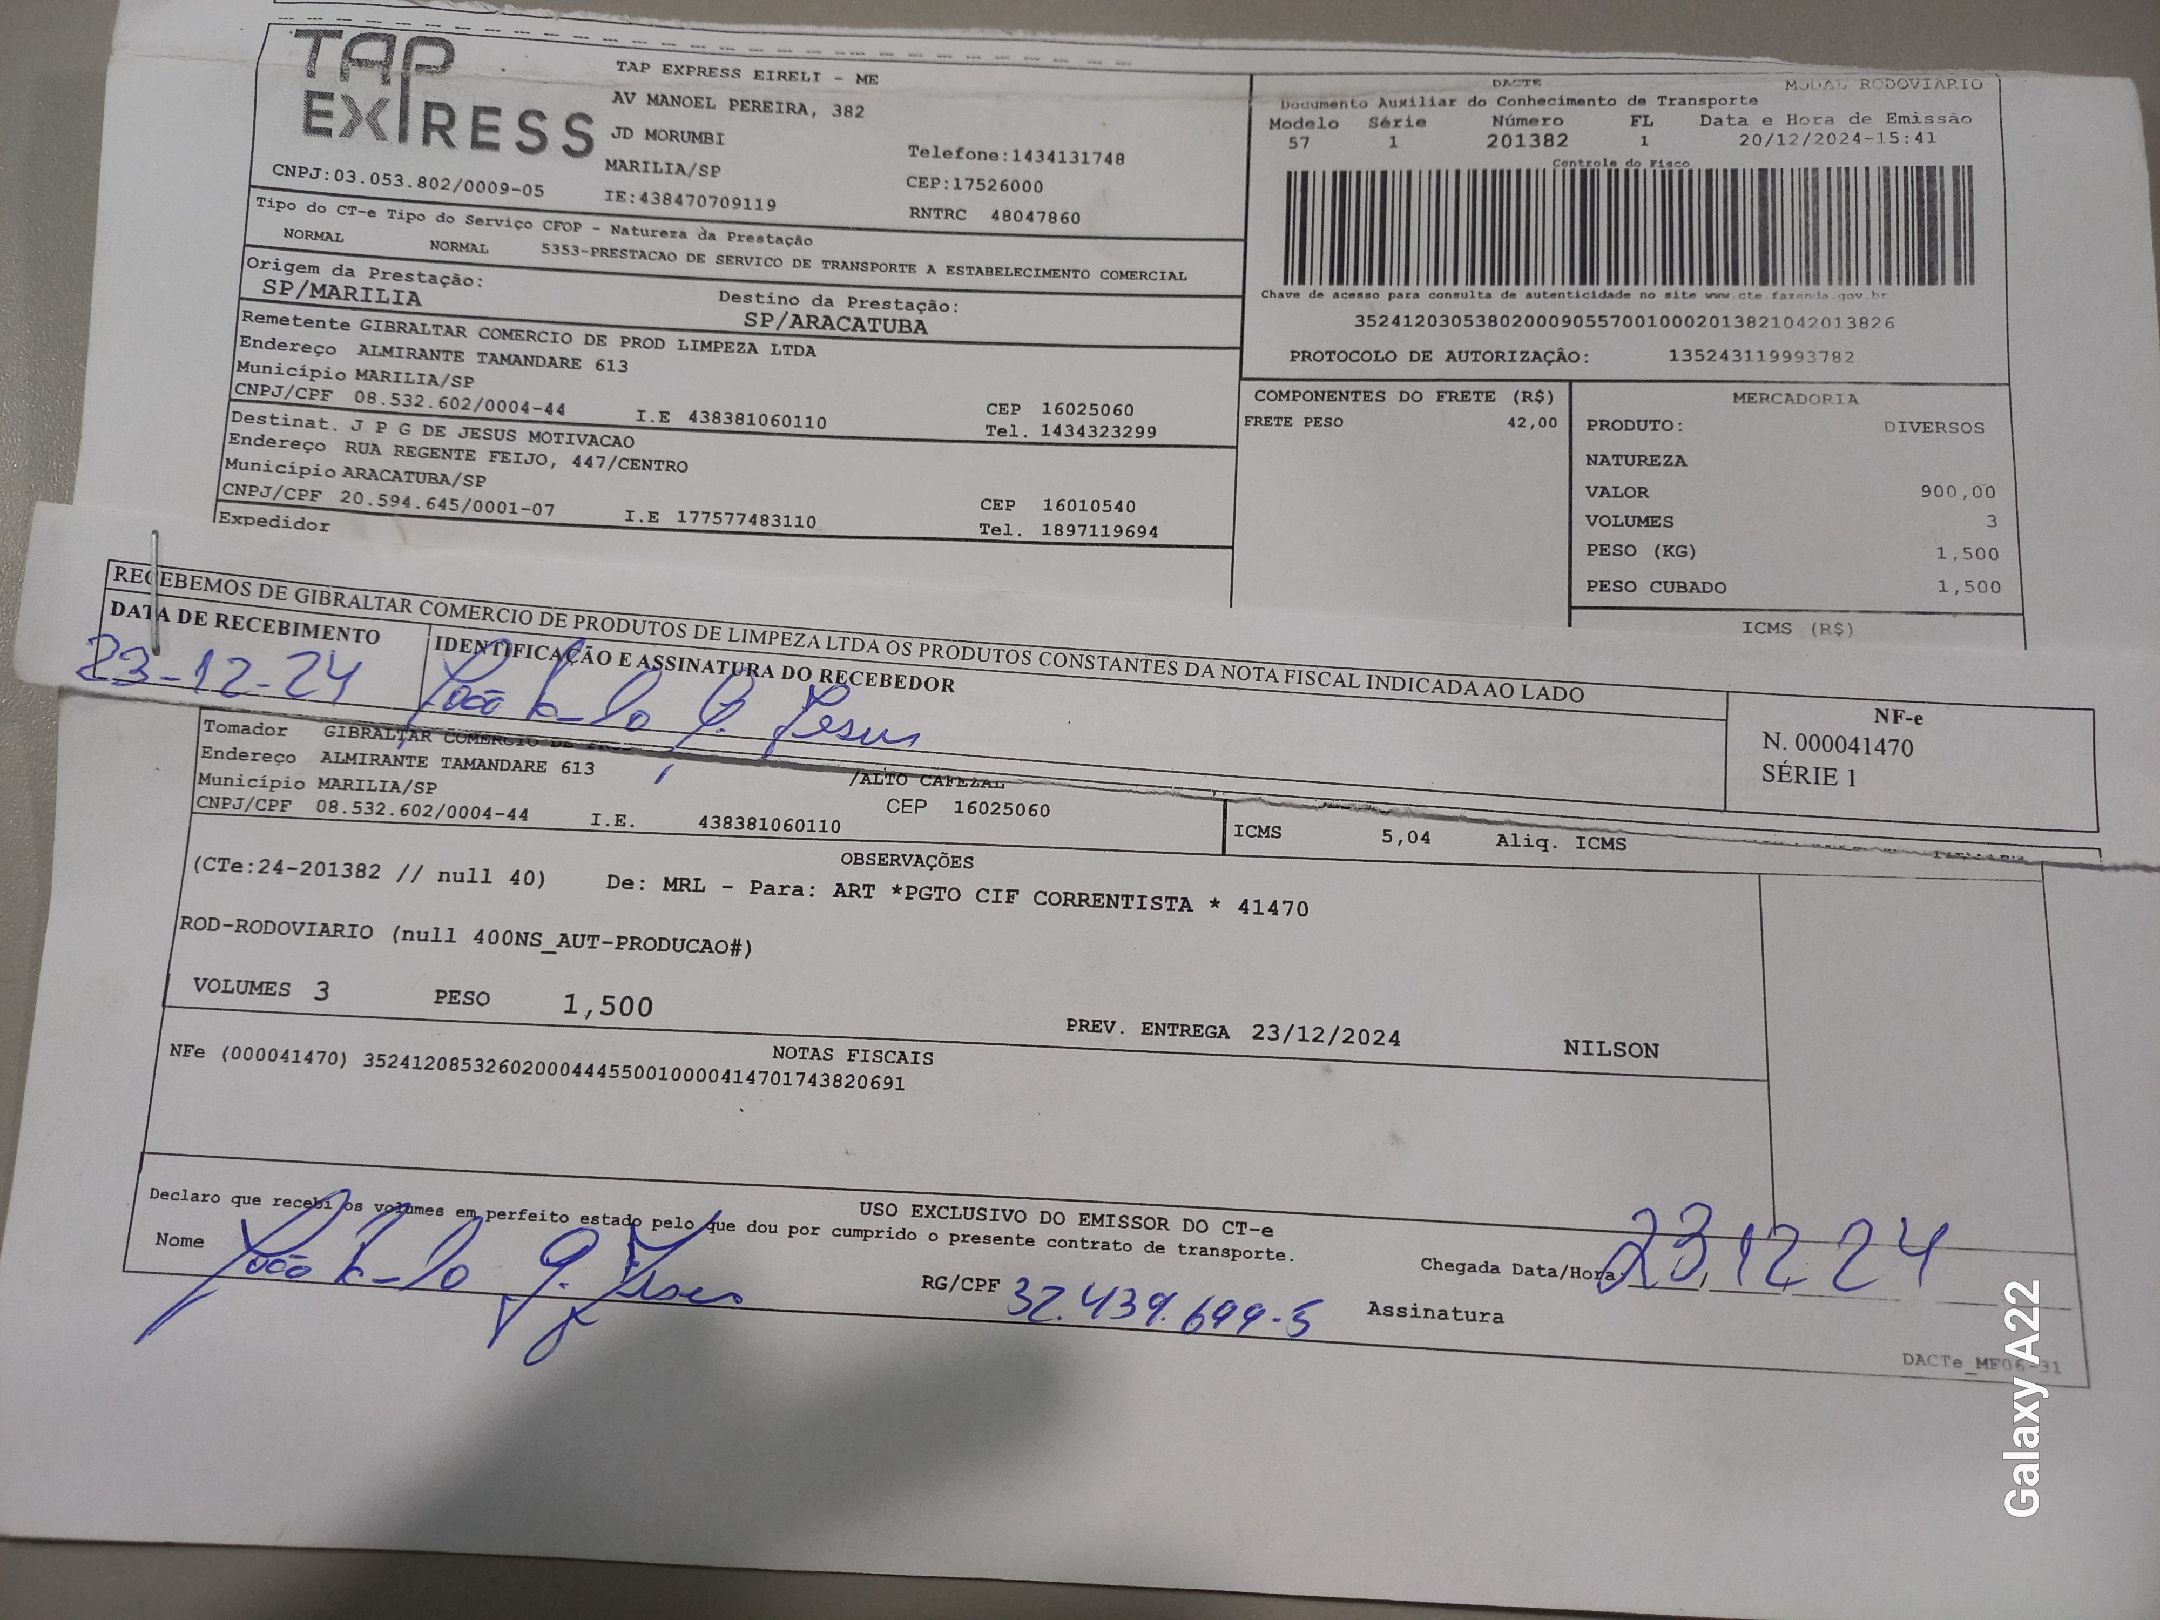 TAP EXPRESS
TAP EXPRESS EIRELI - ME
AV MANOEL PEREIRA, 382
JD MORUMBI
Telefone:1434131748
MARILIA/SP
CEP:17526000
CNPJ:03.053.802/0009-05
IE:438470709119
RNTRC 48047860
DACTE MODAL RODOVIARIO
Documento Auxiliar do Conhecimento de Transporte
Modelo Série Número FL Data e Hora de Emissão
57 1 201382 1 20/12/2024-15:41
Controle do Fisco
Chave de acesso para consulta de autenticidade no site www.cte.fazenda.gov.br
35241203053802000905570010002013821042013826
PROTOCOLO DE AUTORIZAÇÃO: 135243119993782
Tipo do CT-e Tipo do Serviço CFOP - Natureza da Prestação
NORMAL NORMAL 5353-PRESTACAO DE SERVICO DE TRANSPORTE A ESTABELECIMENTO COMERCIAL
Origem da Prestação: Destino da Prestação:
SP/MARILIA SP/ARACATUBA
Remetente GIBRALTAR COMERCIO DE PROD LIMPEZA LTDA
Endereço ALMIRANTE TAMANDARE 613
Município MARILIA/SP CEP 16025060
CNPJ/CPF 08.532.602/0004-44 I.E 438381060110 Tel. 1434323299
Destinat. J P G DE JESUS MOTIVACAO
Endereço RUA REGENTE FEIJO, 447/CENTRO
Município ARACATUBA/SP CEP 16010540
CNPJ/CPF 20.594.645/0001-07 I.E 177577483110 Tel. 1897119694
Expedidor
COMPONENTES DO FRETE (R$)
FRETE PESO 42,00
MERCADORIA
PRODUTO: DIVERSOS
NATUREZA
VALOR 900,00
VOLUMES 3
PESO (KG) 1,500
PESO CUBADO 1,500
ICMS (R$)
RECEBEMOS DE GIBRALTAR COMERCIO DE PRODUTOS DE LIMPEZA LTDA OS PRODUTOS CONSTANTES DA NOTA FISCAL INDICADA AO LADO
DATA DE RECEBIMENTO IDENTIFICAÇÃO E ASSINATURA DO RECEBEDOR
23-12-24 João Paulo G. Jesus
NF-e
N. 000041470
SÉRIE 1
Tomador GIBRALTAR COMERCIO DE PROD
Endereço ALMIRANTE TAMANDARE 613 /ALTO CAFEZAL
Município MARILIA/SP CEP 16025060
CNPJ/CPF 08.532.602/0004-44 I.E. 438381060110
ICMS 5,04 Aliq. ICMS
OBSERVAÇÕES
(CTe:24-201382 // null 40) De: MRL - Para: ART *PGTO CIF CORRENTISTA * 41470
ROD-RODOVIARIO (null 400NS_AUT-PRODUCAO#)
VOLUMES 3 PESO 1,500 PREV. ENTREGA 23/12/2024 NILSON
NOTAS FISCAIS
NFe (000041470) 35241208532602000444550010000414701743820691
USO EXCLUSIVO DO EMISSOR DO CT-e
Declaro que recebi os volumes em perfeito estado pelo que dou por cumprido o presente contrato de transporte.
Nome João Paulo G. Jesus RG/CPF 32.439.699-5 Chegada Data/Hora 23 12 24
Assinatura
DACTe_MF06-31
Galaxy A22